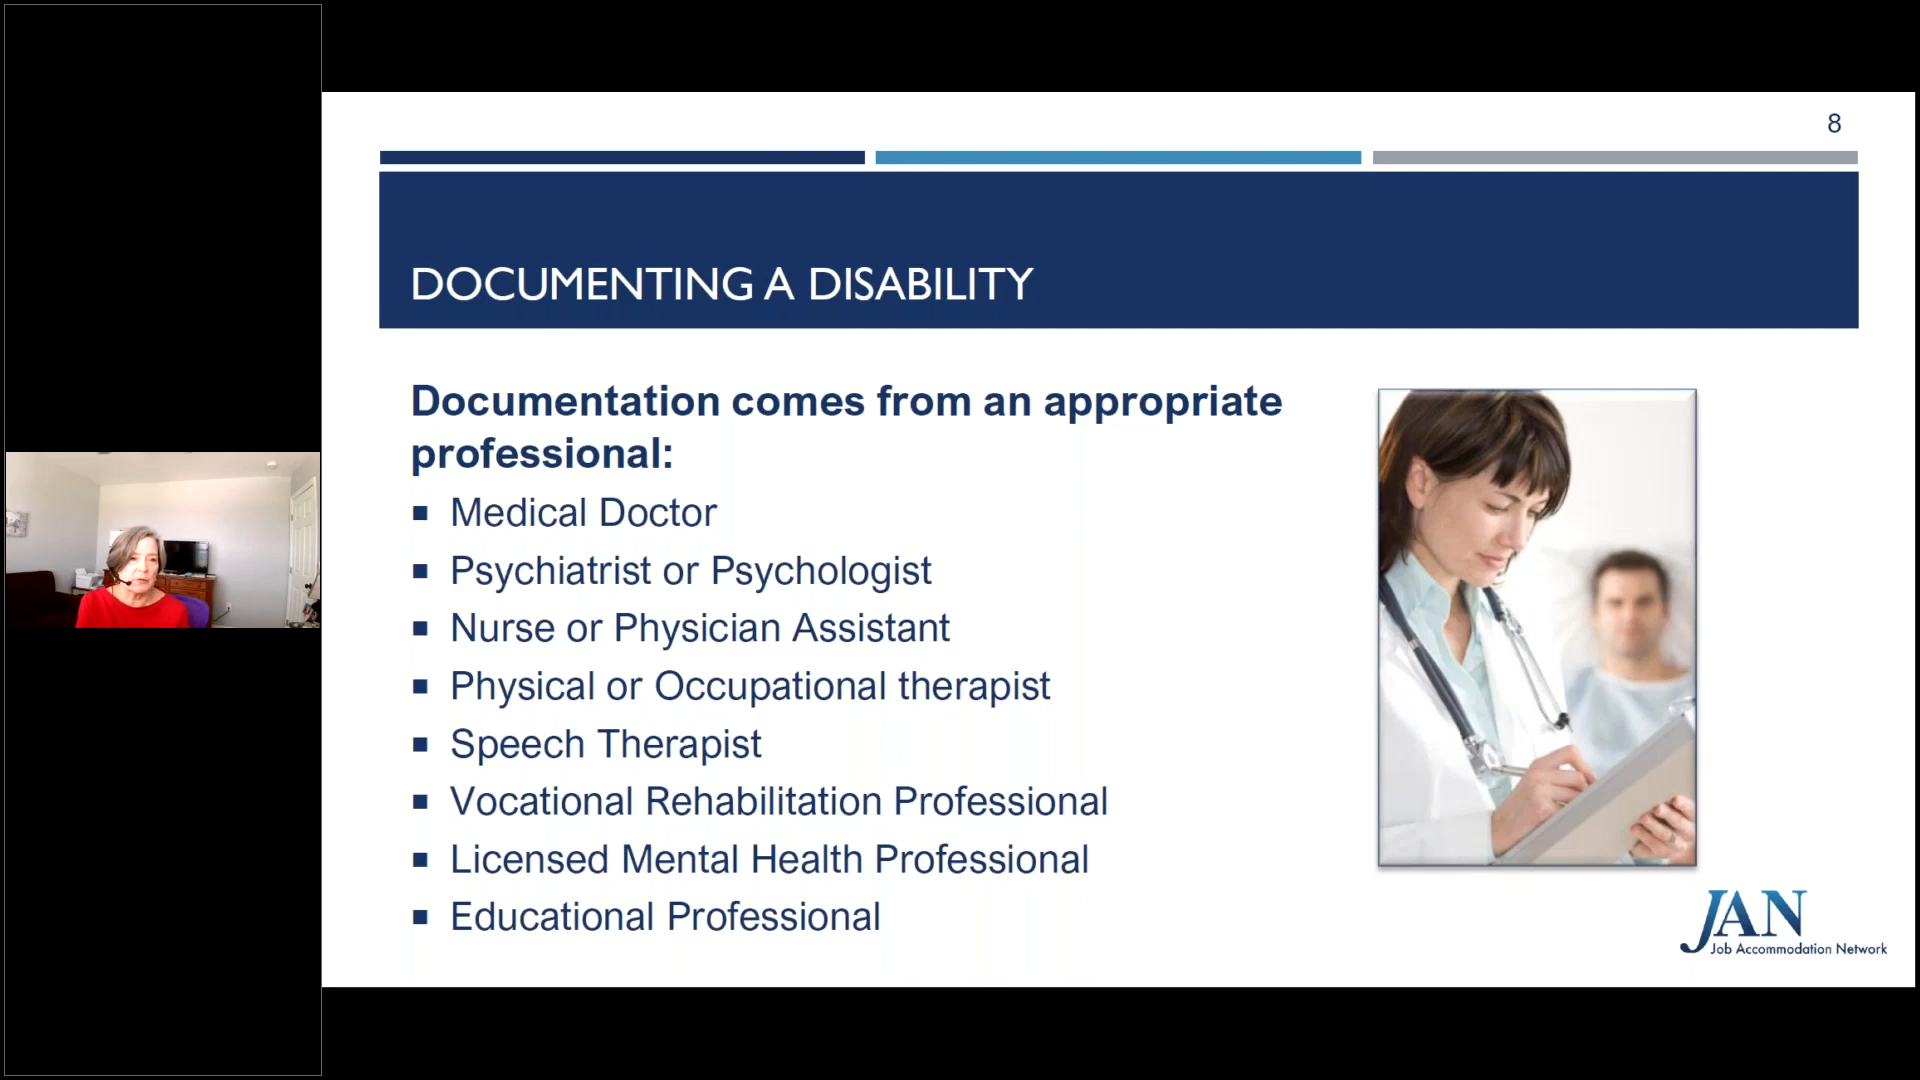 8
DOCUMENTING A DISABILITY
Documentation comes from an appropriate
professional:
▪ Medical Doctor
▪ Psychiatrist or Psychologist
▪ Nurse or Physician Assistant
▪ Physical or Occupational therapist
▪ Speech Therapist
▪ Vocational Rehabilitation Professional
▪ Licensed Mental Health Professional
▪ Educational Professional
JAN
Job Accommodation Network